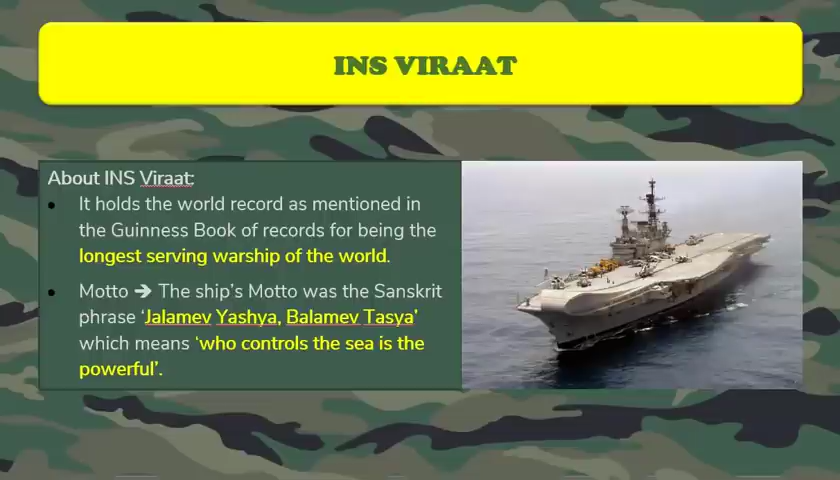 INS VIRAAT
About INS Viraat:
• It holds the world record as mentioned in
the Guinness Book of records for being the
longest serving warship of the world.
• Motto → The ship's Motto was the Sanskrit
phrase ‘Jalamev Yashya, Balamev Tasya’
which means ‘who controls the sea is the
powerful’.